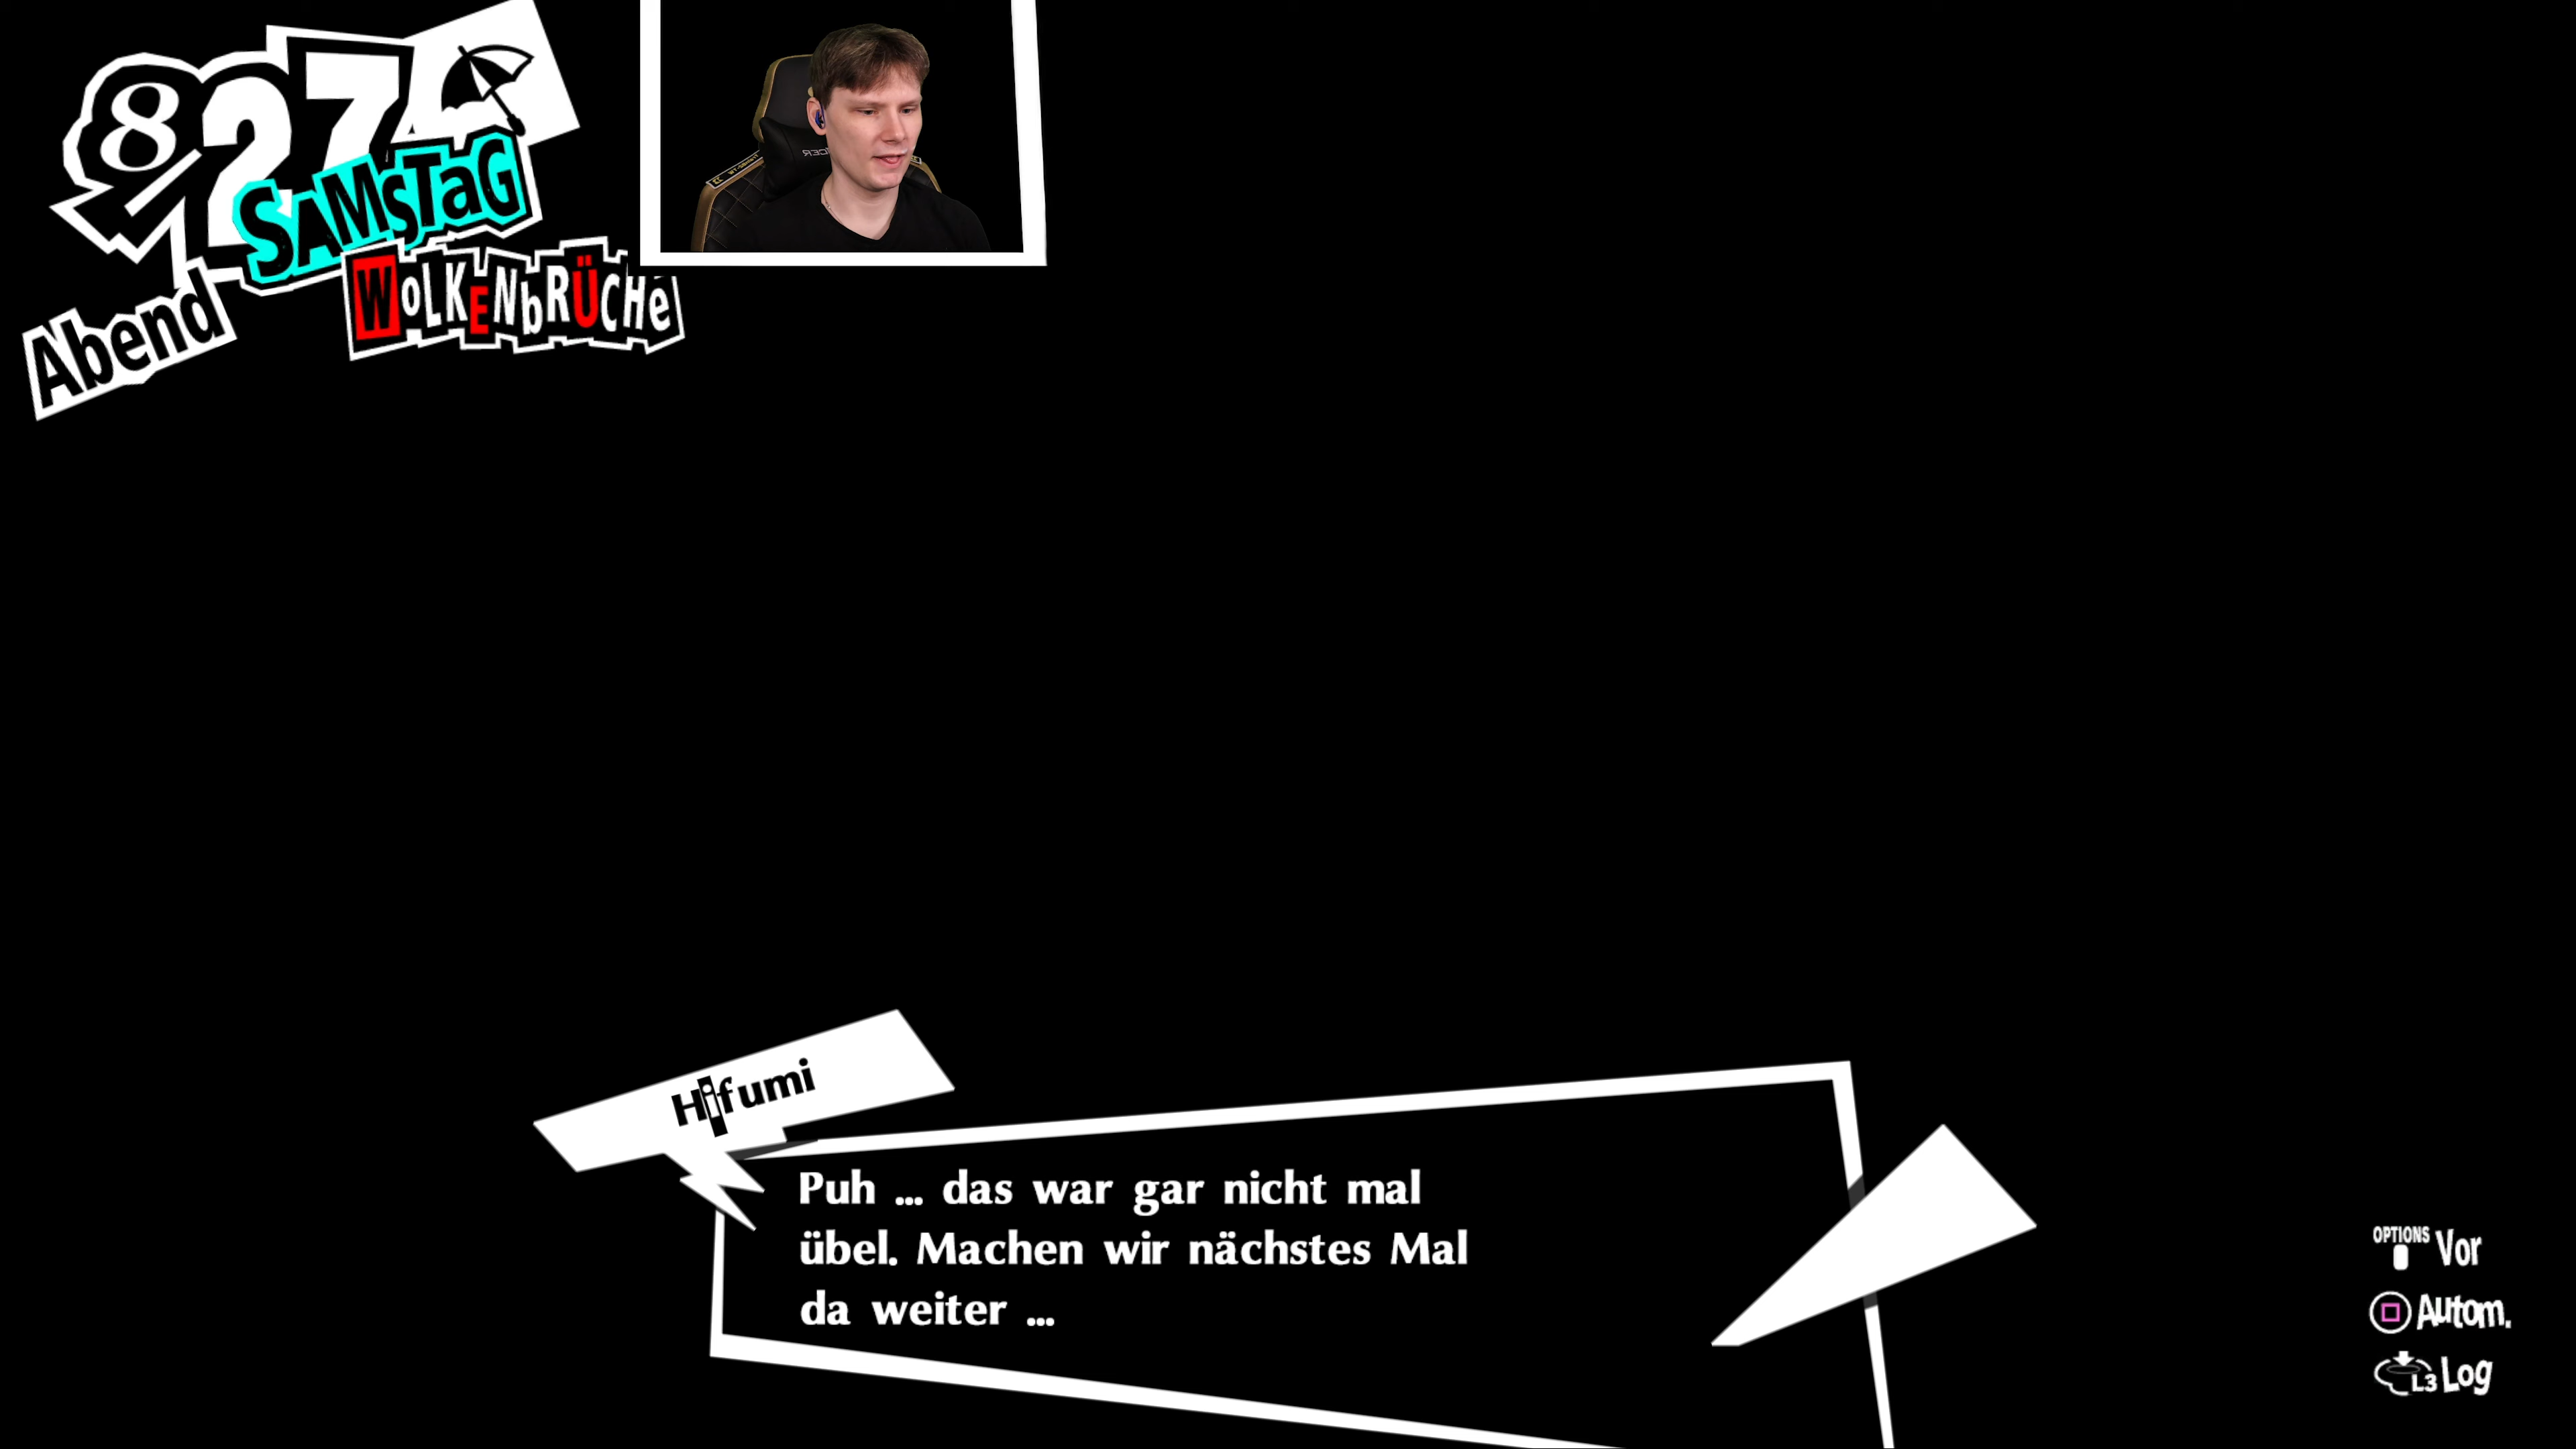 8/27
SAMSTaG
WoLKENbRÜCHe
Abend
Hifumi
Puh ... das war gar nicht mal
übel. Machen wir nächstes Mal
da weiter ...
OPTIONS Vor
Autom.
L3 Log